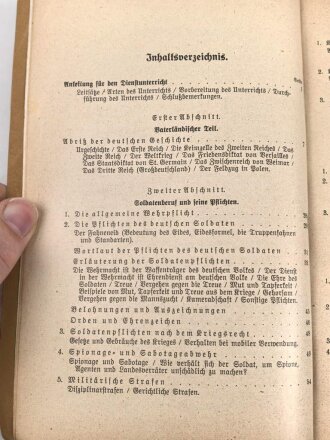 Inhaltsverzeichnis.
Seite
Anleitung für den Dienstunterricht
Leitsätze / Arten des Unterrichts / Vorbereitung des Unterrichts / Durch-
führung des Unterrichts / Schlußbemerkungen.
Erster Abschnitt.
Vaterländischer Teil.
Abriß der deutschen Geschichte 7
Urgeschichte / Das Erste Reich / Die Keimzelle des Zweiten Reiches / Das
Zweite Reich / Der Weltkrieg / Das Friedensdiktat von Versailles /
Das Staatsdiktat von St. Germain / Das Zwischenreich von Weimar /
Das Dritte Reich (Großdeutschland) / Der Feldzug in Polen.
Zweiter Abschnitt.
Soldatenberuf und seine Pflichten.
1. Die allgemeine Wehrpflicht
2. Die Pflichten des deutschen Soldaten
Der Fahneneid (Bedeutung des Eides, Eidesformel, die Truppenfahnen
und Standarten).
Wortlaut der Pflichten des deutschen Soldaten
Erläuterung der Soldatenpflichten
Die Wehrmacht ist der Waffenträger des deutschen Volkes / Der Dienst
in der Wehrmacht ist Ehrendienst am deutschen Volke / Die Ehre des
Soldaten / Treue / Vergehen gegen die Treue / Mut und Tapferkeit /
Beispiele von Mut, Tapferkeit und Treue aus dem Kriege / Gehorsam /
Vergehen gegen die Mannszucht / Kameradschaft / Sonstige Pflichten.
Belohnungen und Auszeichnungen
Orden und Ehrenzeichen
3. Soldatenpflichten nach dem Kriegsrecht
Gesetze und Gebräuche des Krieges / Verhalten bei mobiler Verwendung.
4. Spionage- und Sabotageabwehr
Spionage und Sabotage / Wie verhält sich der Soldat, um Spione,
Agenten und Landesverräter unschädlich zu machen?
5. Militärische Strafen
Disziplinarstrafen / Gerichtliche Strafen.